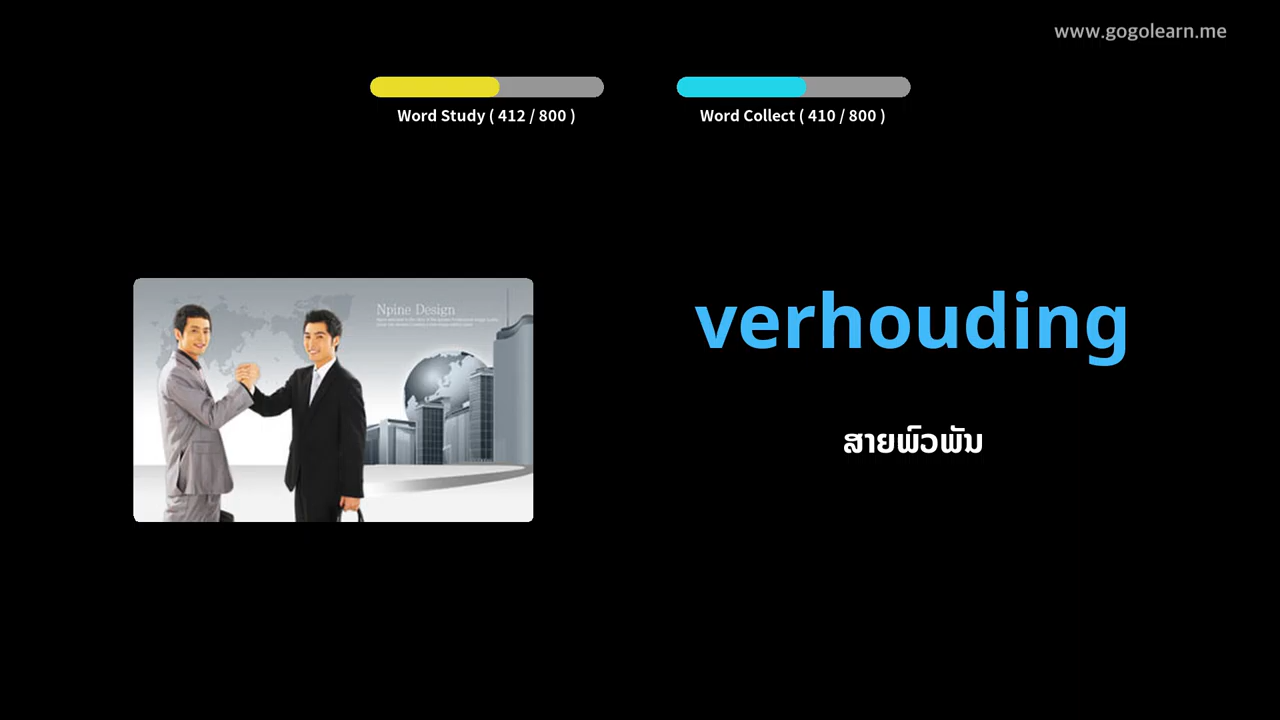 www.gogolearn.me
Word Study ( 412 / 800 )
Word Collect ( 410 / 800 )
Npine Design
verhouding
ສາຍພົວພັນ